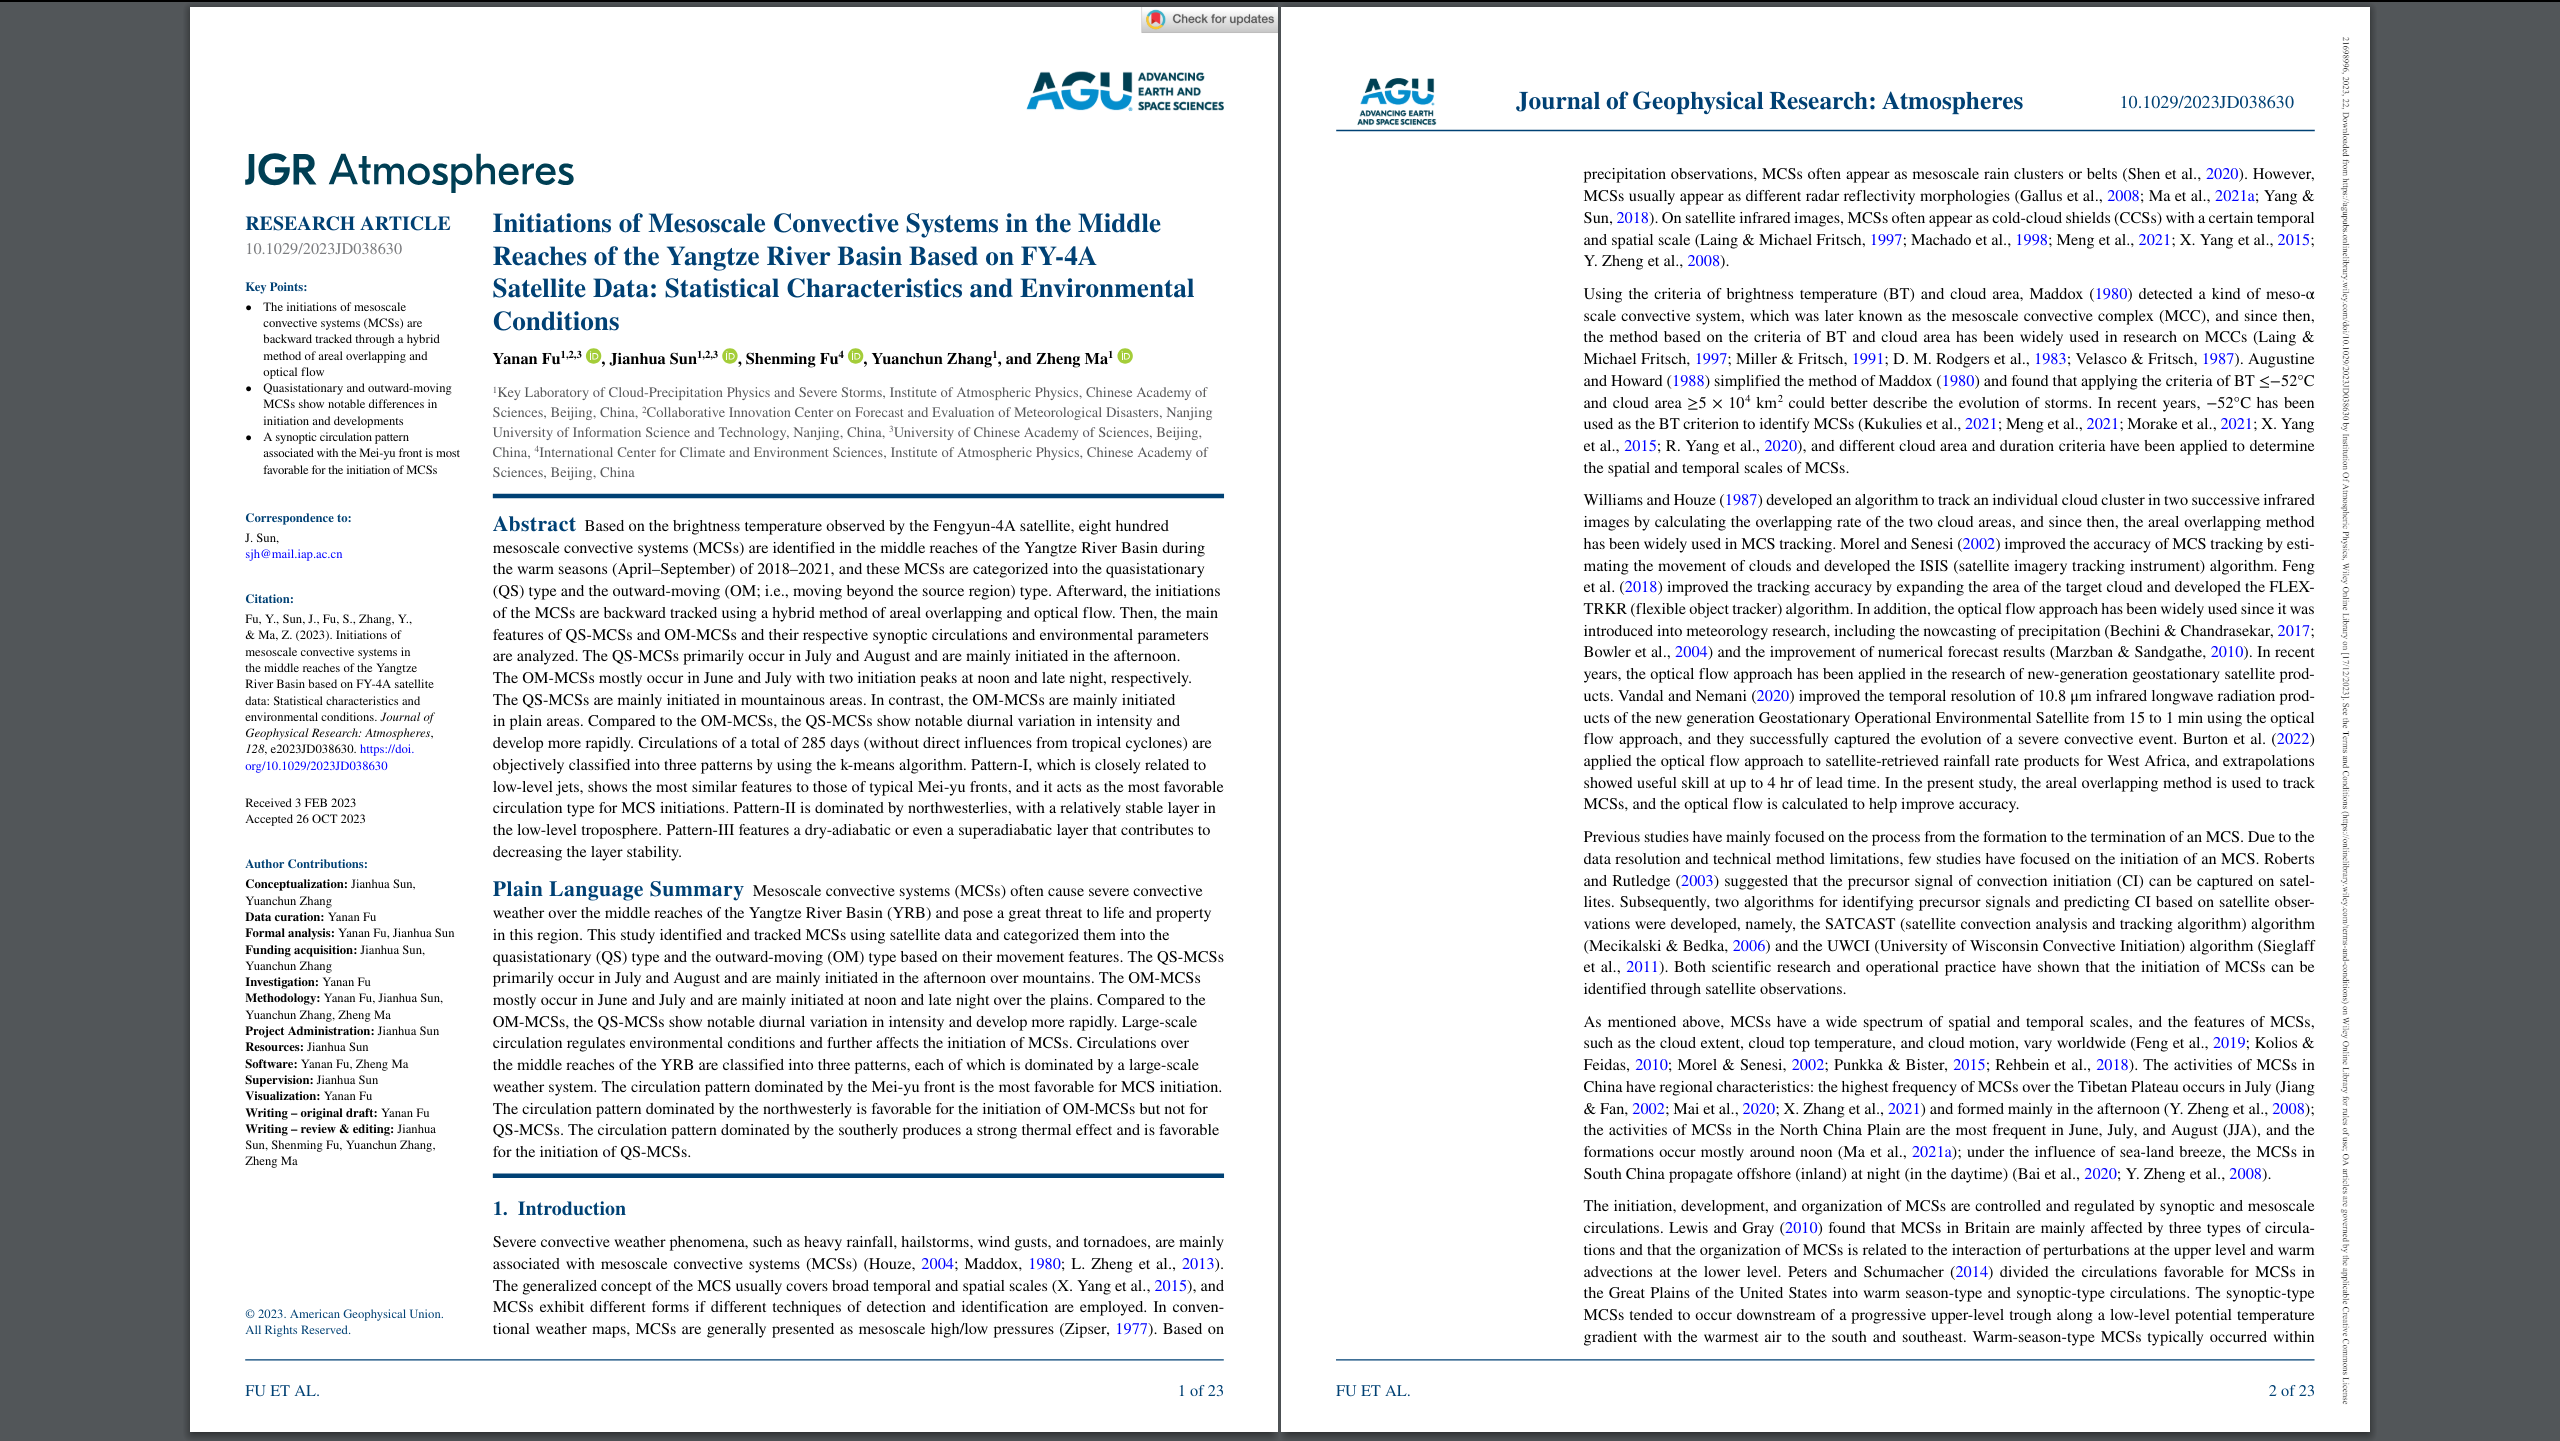 Check for updates
AGU ADVANCING
EARTH AND
SPACE SCIENCES
JGR Atmospheres
RESEARCH ARTICLE
10.1029/2023JD038630
Key Points:
• The initiations of mesoscale
convective systems (MCSs) are
backward tracked through a hybrid
method of areal overlapping and
optical flow
• Quasistationary and outward-moving
MCSs show notable differences in
initiation and developments
• A synoptic circulation pattern
associated with the Mei-yu front is most
favorable for the initiation of MCSs
Correspondence to:
J. Sun,
sjh@mail.iap.ac.cn
Citation:
Fu, Y., Sun, J., Fu, S., Zhang, Y.,
& Ma, Z. (2023). Initiations of
mesoscale convective systems in
the middle reaches of the Yangtze
River Basin based on FY-4A satellite
data: Statistical characteristics and
environmental conditions. Journal of
Geophysical Research: Atmospheres,
128, e2023JD038630. https://doi.
org/10.1029/2023JD038630
Received 3 FEB 2023
Accepted 26 OCT 2023
Author Contributions:
Conceptualization: Jianhua Sun,
Yuanchun Zhang
Data curation: Yanan Fu
Formal analysis: Yanan Fu, Jianhua Sun
Funding acquisition: Jianhua Sun,
Yuanchun Zhang
Investigation: Yanan Fu
Methodology: Yanan Fu, Jianhua Sun,
Yuanchun Zhang, Zheng Ma
Project Administration: Jianhua Sun
Resources: Jianhua Sun
Software: Yanan Fu, Zheng Ma
Supervision: Jianhua Sun
Visualization: Yanan Fu
Writing – original draft: Yanan Fu
Writing – review & editing: Jianhua
Sun, Shenming Fu, Yuanchun Zhang,
Zheng Ma
© 2023. American Geophysical Union.
All Rights Reserved.
Initiations of Mesoscale Convective Systems in the Middle
Reaches of the Yangtze River Basin Based on FY-4A
Satellite Data: Statistical Characteristics and Environmental
Conditions
Yanan Fu1,2,3, Jianhua Sun1,2,3, Shenming Fu4, Yuanchun Zhang1, and Zheng Ma1
1Key Laboratory of Cloud-Precipitation Physics and Severe Storms, Institute of Atmospheric Physics, Chinese Academy of
Sciences, Beijing, China, 2Collaborative Innovation Center on Forecast and Evaluation of Meteorological Disasters, Nanjing
University of Information Science and Technology, Nanjing, China, 3University of Chinese Academy of Sciences, Beijing,
China, 4International Center for Climate and Environment Sciences, Institute of Atmospheric Physics, Chinese Academy of
Sciences, Beijing, China
Abstract Based on the brightness temperature observed by the Fengyun-4A satellite, eight hundred
mesoscale convective systems (MCSs) are identified in the middle reaches of the Yangtze River Basin during
the warm seasons (April–September) of 2018–2021, and these MCSs are categorized into the quasistationary
(QS) type and the outward-moving (OM; i.e., moving beyond the source region) type. Afterward, the initiations
of the MCSs are backward tracked using a hybrid method of areal overlapping and optical flow. Then, the main
features of QS-MCSs and OM-MCSs and their respective synoptic circulations and environmental parameters
are analyzed. The QS-MCSs primarily occur in July and August and are mainly initiated in the afternoon.
The OM-MCSs mostly occur in June and July with two initiation peaks at noon and late night, respectively.
The QS-MCSs are mainly initiated in mountainous areas. In contrast, the OM-MCSs are mainly initiated
in plain areas. Compared to the OM-MCSs, the QS-MCSs show notable diurnal variation in intensity and
develop more rapidly. Circulations of a total of 285 days (without direct influences from tropical cyclones) are
objectively classified into three patterns by using the k-means algorithm. Pattern-I, which is closely related to
low-level jets, shows the most similar features to those of typical Mei-yu fronts, and it acts as the most favorable
circulation type for MCS initiations. Pattern-II is dominated by northwesterlies, with a relatively stable layer in
the low-level troposphere. Pattern-III features a dry-adiabatic or even a superadiabatic layer that contributes to
decreasing the layer stability.
Plain Language Summary Mesoscale convective systems (MCSs) often cause severe convective
weather over the middle reaches of the Yangtze River Basin (YRB) and pose a great threat to life and property
in this region. This study identified and tracked MCSs using satellite data and categorized them into the
quasistationary (QS) type and the outward-moving (OM) type based on their movement features. The QS-MCSs
primarily occur in July and August and are mainly initiated in the afternoon over mountains. The OM-MCSs
mostly occur in June and July and are mainly initiated at noon and late night over the plains. Compared to the
OM-MCSs, the QS-MCSs show notable diurnal variation in intensity and develop more rapidly. Large-scale
circulation regulates environmental conditions and further affects the initiation of MCSs. Circulations over
the middle reaches of the YRB are classified into three patterns, each of which is dominated by a large-scale
weather system. The circulation pattern dominated by the Mei-yu front is the most favorable for MCS initiation.
The circulation pattern dominated by the northwesterly is favorable for the initiation of OM-MCSs but not for
QS-MCSs. The circulation pattern dominated by the southerly produces a strong thermal effect and is favorable
for the initiation of QS-MCSs.
1. Introduction
Severe convective weather phenomena, such as heavy rainfall, hailstorms, wind gusts, and tornadoes, are mainly
associated with mesoscale convective systems (MCSs) (Houze, 2004; Maddox, 1980; L. Zheng et al., 2013).
The generalized concept of the MCS usually covers broad temporal and spatial scales (X. Yang et al., 2015), and
MCSs exhibit different forms if different techniques of detection and identification are employed. In conven-
tional weather maps, MCSs are generally presented as mesoscale high/low pressures (Zipser, 1977). Based on
FU ET AL.
1 of 23
AGU
ADVANCING EARTH
AND SPACE SCIENCES
Journal of Geophysical Research: Atmospheres
10.1029/2023JD038630
precipitation observations, MCSs often appear as mesoscale rain clusters or belts (Shen et al., 2020). However,
MCSs usually appear as different radar reflectivity morphologies (Gallus et al., 2008; Ma et al., 2021a; Yang &
Sun, 2018). On satellite infrared images, MCSs often appear as cold-cloud shields (CCSs) with a certain temporal
and spatial scale (Laing & Michael Fritsch, 1997; Machado et al., 1998; Meng et al., 2021; X. Yang et al., 2015;
Y. Zheng et al., 2008).
Using the criteria of brightness temperature (BT) and cloud area, Maddox (1980) detected a kind of meso-α
scale convective system, which was later known as the mesoscale convective complex (MCC), and since then,
the method based on the criteria of BT and cloud area has been widely used in research on MCCs (Laing &
Michael Fritsch, 1997; Miller & Fritsch, 1991; D. M. Rodgers et al., 1983; Velasco & Fritsch, 1987). Augustine
and Howard (1988) simplified the method of Maddox (1980) and found that applying the criteria of BT ≤−52°C
and cloud area ≥5 × 10⁴ km² could better describe the evolution of storms. In recent years, −52°C has been
used as the BT criterion to identify MCSs (Kukulies et al., 2021; Meng et al., 2021; Morake et al., 2021; X. Yang
et al., 2015; R. Yang et al., 2020), and different cloud area and duration criteria have been applied to determine
the spatial and temporal scales of MCSs.
Williams and Houze (1987) developed an algorithm to track an individual cloud cluster in two successive infrared
images by calculating the overlapping rate of the two cloud areas, and since then, the areal overlapping method
has been widely used in MCS tracking. Morel and Senesi (2002) improved the accuracy of MCS tracking by esti-
mating the movement of clouds and developed the ISIS (satellite imagery tracking instrument) algorithm. Feng
et al. (2018) improved the tracking accuracy by expanding the area of the target cloud and developed the FLEX-
TRKR (flexible object tracker) algorithm. In addition, the optical flow approach has been widely used since it was
introduced into meteorology research, including the nowcasting of precipitation (Bechini & Chandrasekar, 2017;
Bowler et al., 2004) and the improvement of numerical forecast results (Marzban & Sandgathe, 2010). In recent
years, the optical flow approach has been applied in the research of new-generation geostationary satellite prod-
ucts. Vandal and Nemani (2020) improved the temporal resolution of 10.8 μm infrared longwave radiation prod-
ucts of the new generation Geostationary Operational Environmental Satellite from 15 to 1 min using the optical
flow approach, and they successfully captured the evolution of a severe convective event. Burton et al. (2022)
applied the optical flow approach to satellite-retrieved rainfall rate products for West Africa, and extrapolations
showed useful skill at up to 4 hr of lead time. In the present study, the areal overlapping method is used to track
MCSs, and the optical flow is calculated to help improve accuracy.
Previous studies have mainly focused on the process from the formation to the termination of an MCS. Due to the
data resolution and technical method limitations, few studies have focused on the initiation of an MCS. Roberts
and Rutledge (2003) suggested that the precursor signal of convection initiation (CI) can be captured on satel-
lites. Subsequently, two algorithms for identifying precursor signals and predicting CI based on satellite obser-
vations were developed, namely, the SATCAST (satellite convection analysis and tracking algorithm) algorithm
(Mecikalski & Bedka, 2006) and the UWCI (University of Wisconsin Convective Initiation) algorithm (Sieglaff
et al., 2011). Both scientific research and operational practice have shown that the initiation of MCSs can be
identified through satellite observations.
As mentioned above, MCSs have a wide spectrum of spatial and temporal scales, and the features of MCSs,
such as the cloud extent, cloud top temperature, and cloud motion, vary worldwide (Feng et al., 2019; Kolios &
Feidas, 2010; Morel & Senesi, 2002; Punkka & Bister, 2015; Rehbein et al., 2018). The activities of MCSs in
China have regional characteristics: the highest frequency of MCSs over the Tibetan Plateau occurs in July (Jiang
& Fan, 2002; Mai et al., 2020; X. Zhang et al., 2021) and formed mainly in the afternoon (Y. Zheng et al., 2008);
the activities of MCSs in the North China Plain are the most frequent in June, July, and August (JJA), and the
formations occur mostly around noon (Ma et al., 2021a); under the influence of sea-land breeze, the MCSs in
South China propagate offshore (inland) at night (in the daytime) (Bai et al., 2020; Y. Zheng et al., 2008).
The initiation, development, and organization of MCSs are controlled and regulated by synoptic and mesoscale
circulations. Lewis and Gray (2010) found that MCSs in Britain are mainly affected by three types of circula-
tions and that the organization of MCSs is related to the interaction of perturbations at the upper level and warm
advections at the lower level. Peters and Schumacher (2014) divided the circulations favorable for MCSs in
the Great Plains of the United States into warm season-type and synoptic-type circulations. The synoptic-type
MCSs tended to occur downstream of a progressive upper-level trough along a low-level potential temperature
gradient with the warmest air to the south and southeast. Warm-season-type MCSs typically occurred within
FU ET AL.
2 of 23
21698996, 2023, 22, Downloaded from https://agupubs.onlinelibrary.wiley.com/doi/10.1029/2023JD038630 by Institution Of Atmospheric Physics, Wiley Online Library on [17/12/2023]. See the Terms and Conditions (https://onlinelibrary.wiley.com/terms-and-conditions) on Wiley Online Library for rules of use; OA articles are governed by the applicable Creative Commons License